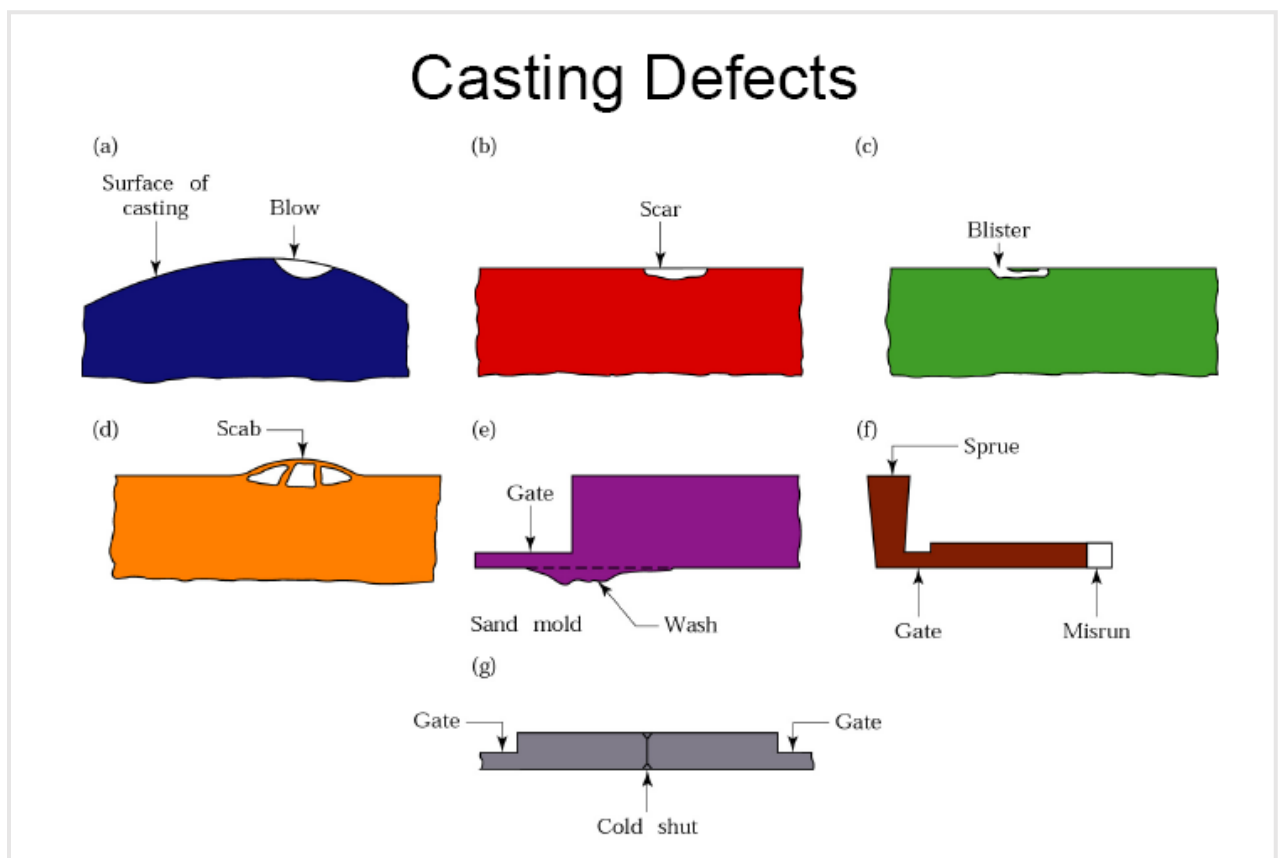 Casting Defects
(a)
(b)
(c)
Surface of
casting
Blow
Scar
Blister
(d)
Scab
(e)
Gate
Sand mold
Wash
(f)
Sprue
Gate
Misrun
(g)
Gate
Gate
Cold shut